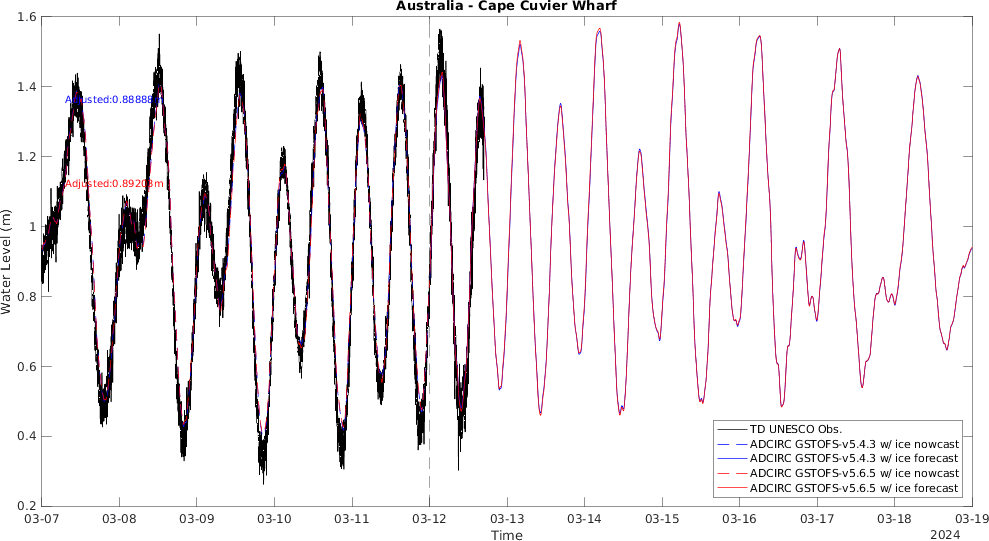 Australia - Cape Cuvier Wharf
1.6
1.4
1.2
1
0.8
0.6
0.4
0.2
Water Level (m)
Adjusted:0.89203m
03-07
03-08
03-09
03-10
03-11
03-12
03-13
03-14
03-15
03-16
03-17
03-18
03-19
Time
2024
TD UNESCO Obs.
ADCIRC GSTOFS-v5.4.3 w/ ice nowcast
ADCIRC GSTOFS-v5.4.3 w/ ice forecast
ADCIRC GSTOFS-v5.6.5 w/ ice nowcast
ADCIRC GSTOFS-v5.6.5 w/ ice forecast